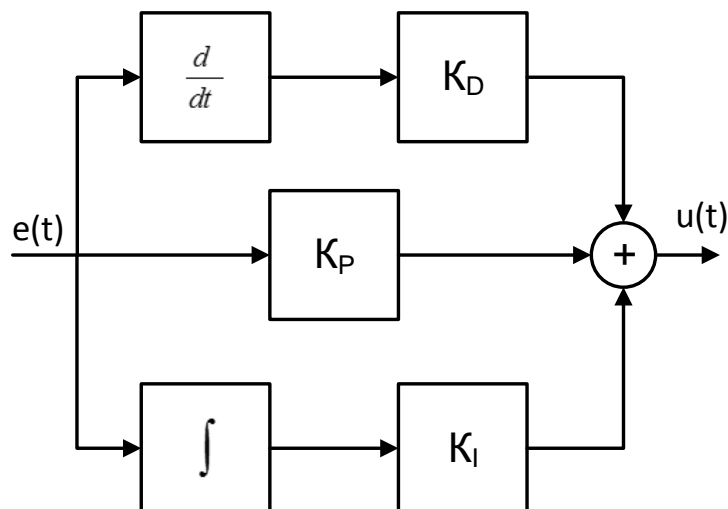 d
dt
K_D
e(t)
K_P
+
u(t)
∫
K_I